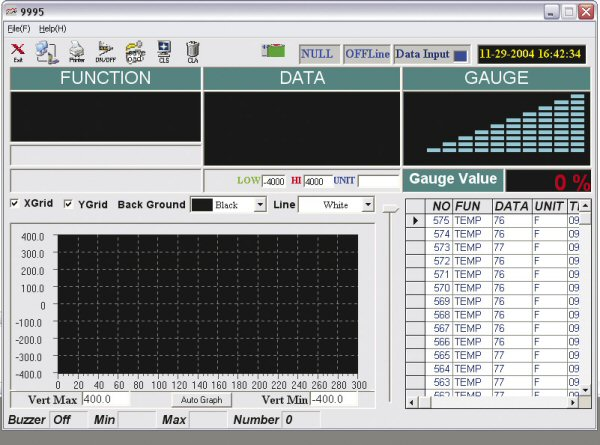 9995
File(F) Help(H)
NULL OFFLine Data Input 11-29-2004 16:42:34
Exit Printer ON/OFF CLS CLA
FUNCTION DATA GAUGE
LOW -4000 HI 4000 UNIT Gauge Value 0 %
XGrid YGrid Back Ground Black Line White
NO FUN DATA UNIT TI
575 TEMP 76 F 09
574 TEMP 76 F 09
573 TEMP 77 F 09
572 TEMP 76 F 09
571 TEMP 76 F 09
570 TEMP 76 F 09
569 TEMP 76 F 09
568 TEMP 76 F 09
567 TEMP 76 F 09
566 TEMP 76 F 09
565 TEMP 77 F 09
564 TEMP 77 F 09
563 TEMP 77 F 09
562 TEMP 77 F 09
400.0
300.0
200.0
100.0
0
-100.0
-200.0
-300.0
-400.0
0 20 40 60 80 100 120 140 160 180 200 220 240 260 280 300
Vert Max 400.0 Auto Graph Vert Min -400.0
Buzzer Off Min Max Number 0